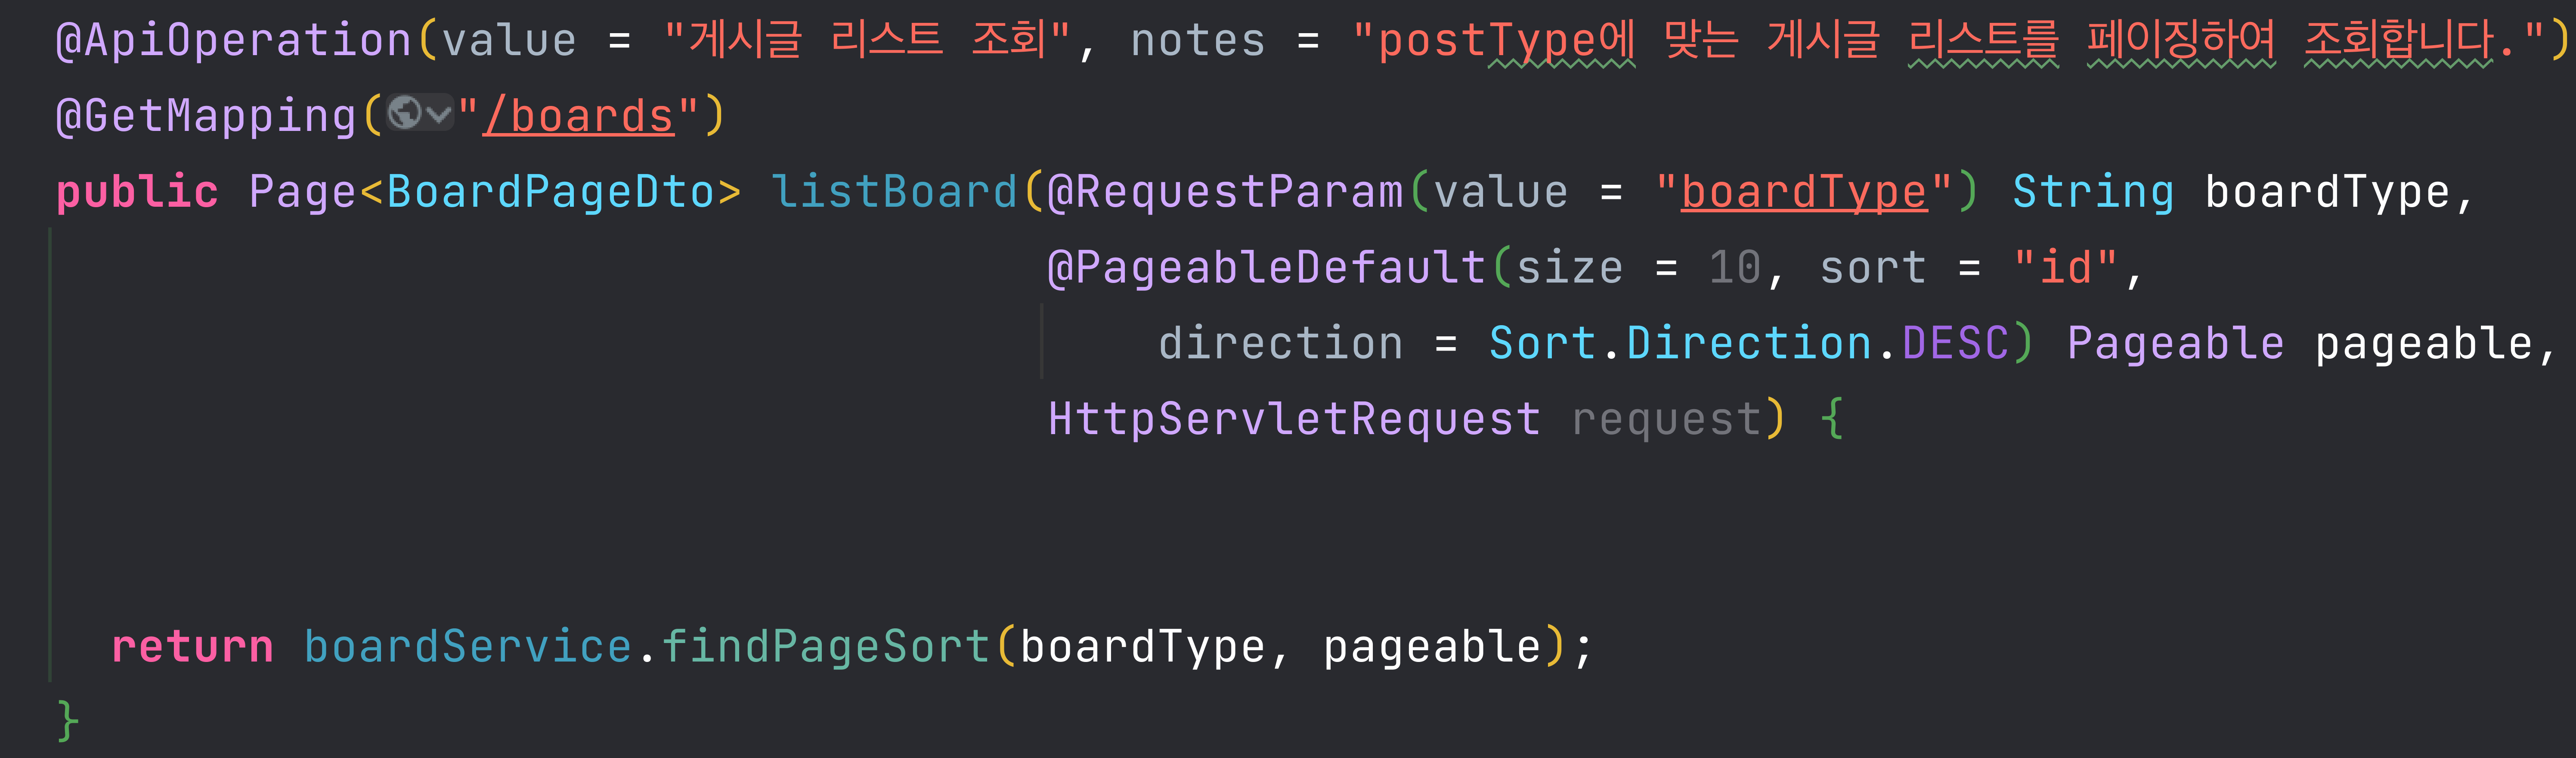 @ApiOperation(value = "게시글 리스트 조회", notes = "postType에 맞는 게시글 리스트를 페이징하여 조회합니다.")
@GetMapping("/boards")
public Page<BoardPageDto> listBoard(@RequestParam(value = "boardType") String boardType,
@PageableDefault(size = 10, sort = "id",
direction = Sort.Direction.DESC) Pageable pageable,
HttpServletRequest request) {
return boardService.findPageSort(boardType, pageable);
}